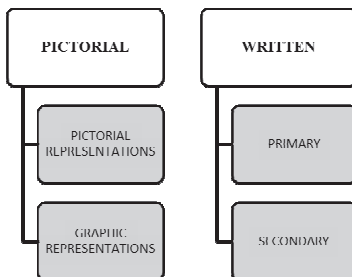 PICTORIAL
PICTORIAL
REPRESENTATIONS
GRAPHIC
REPRESENTATIONS
WRITTEN
PRIMARY
SECONDARY